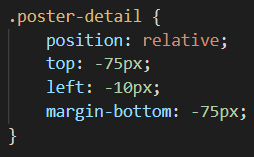 .poster-detail {
    position: relative;
    top: -75px;
    left: -10px;
    margin-bottom: -75px;
}